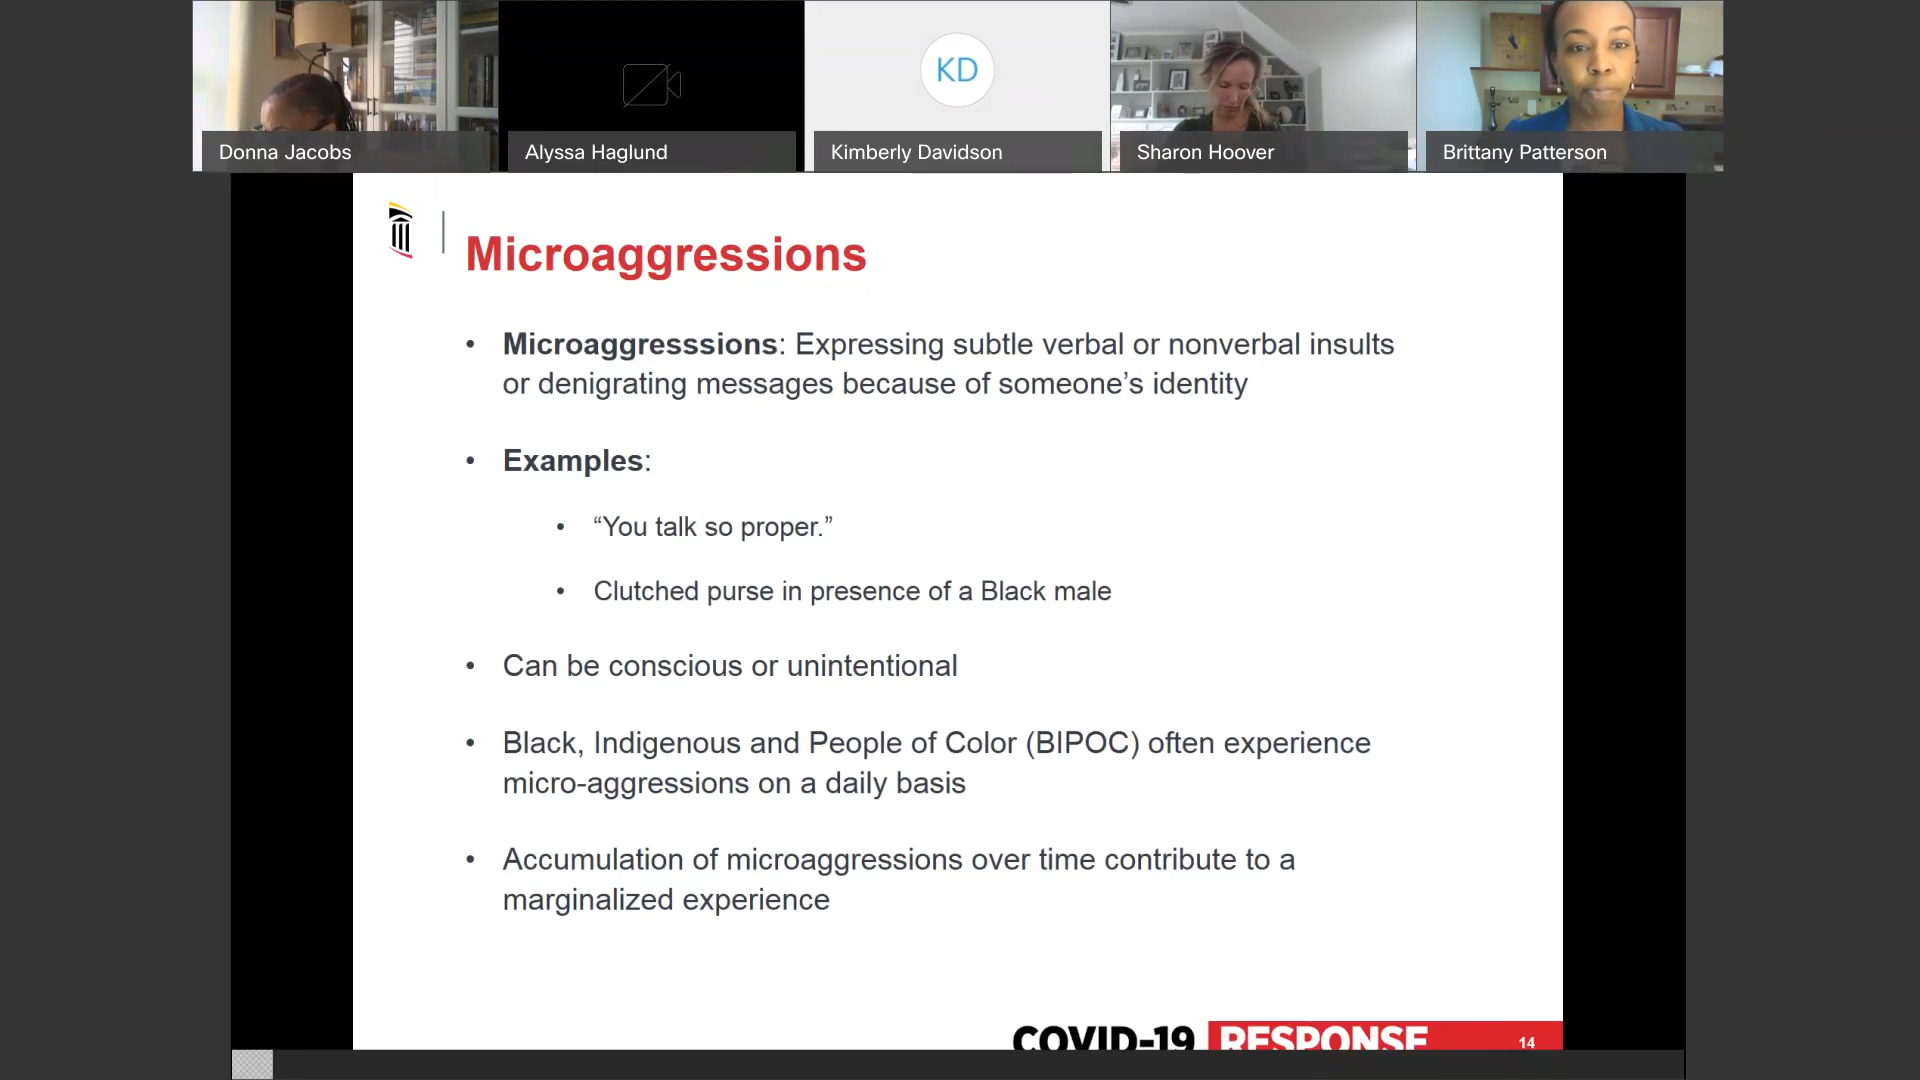 Donna Jacobs
Alyssa Haglund
KD
Kimberly Davidson
Sharon Hoover
Brittany Patterson
Microaggressions
• Microaggresssions: Expressing subtle verbal or nonverbal insults
or denigrating messages because of someone’s identity
• Examples:
• “You talk so proper.”
• Clutched purse in presence of a Black male
• Can be conscious or unintentional
• Black, Indigenous and People of Color (BIPOC) often experience
micro-aggressions on a daily basis
• Accumulation of microaggressions over time contribute to a
marginalized experience
COVID-19 RESPONSE 14